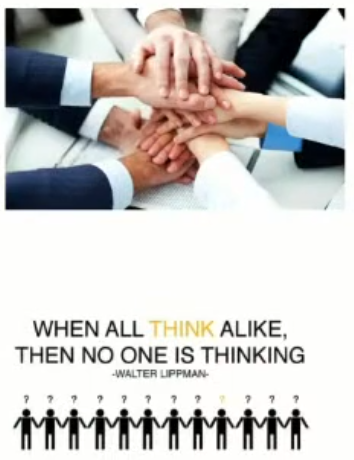 WHEN ALL THINK ALIKE,
THEN NO ONE IS THINKING
-WALTER LIPPMAN-
? ? ? ? ? ? ? ? ? ? ? ?